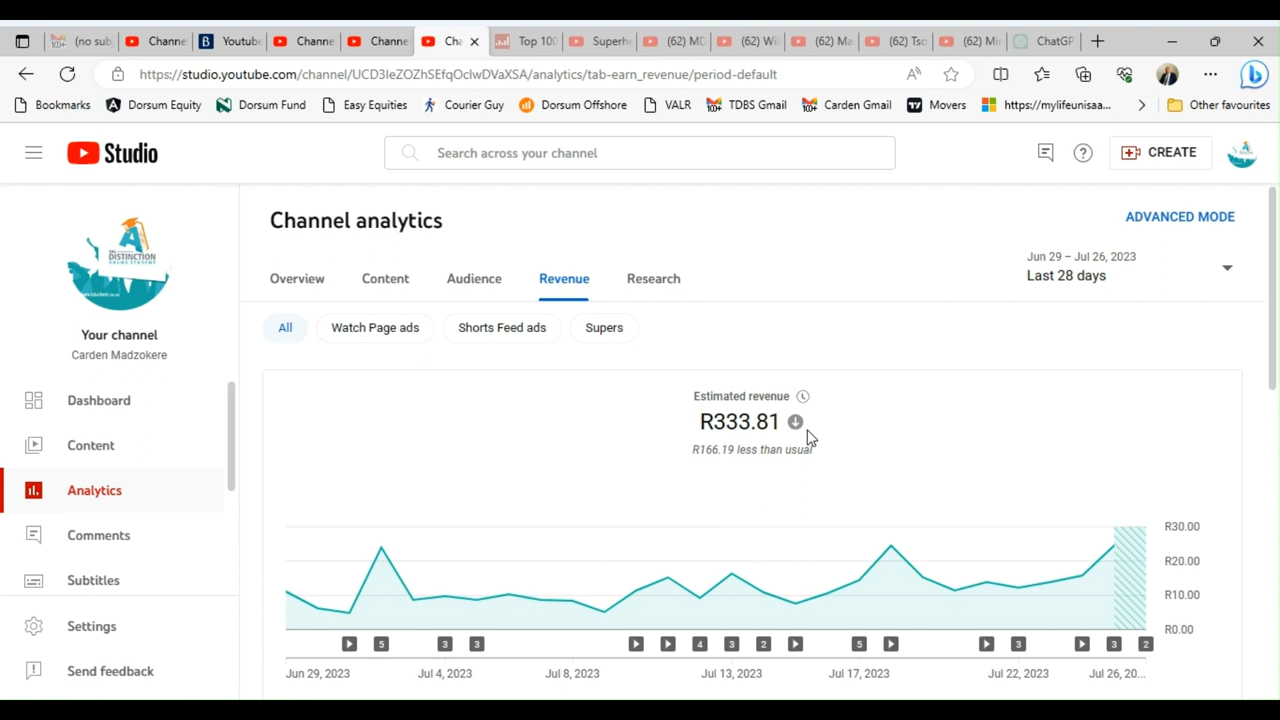 (no sub
Channe
Youtube
Channe
Channe
Cha
Top 100
Superhe
(62) MD
(62) Wil
(62) Ma
(62) Tso
(62) Mir
ChatGP
https://studio.youtube.com/channel/UCD3IeZOZhSEfqOcIwDVaXSA/analytics/tab-earn_revenue/period-default
Bookmarks
Dorsum Equity
Dorsum Fund
Easy Equities
Courier Guy
Dorsum Offshore
VALR
TDBS Gmail
Carden Gmail
Movers
https://mylifeunisaa...
Other favourites
Studio
Search across your channel
CREATE
DISTINCTION
Your channel
Carden Madzokere
Dashboard
Content
Analytics
Comments
Subtitles
Settings
Send feedback
Channel analytics
ADVANCED MODE
Overview
Content
Audience
Revenue
Research
Jun 29 – Jul 26, 2023
Last 28 days
All
Watch Page ads
Shorts Feed ads
Supers
Estimated revenue
R333.81
R166.19 less than usual
R30.00
R20.00
R10.00
R0.00
5 3 3 4 3 2 5 3 3 2
Jun 29, 2023
Jul 4, 2023
Jul 8, 2023
Jul 13, 2023
Jul 17, 2023
Jul 22, 2023
Jul 26, 20...